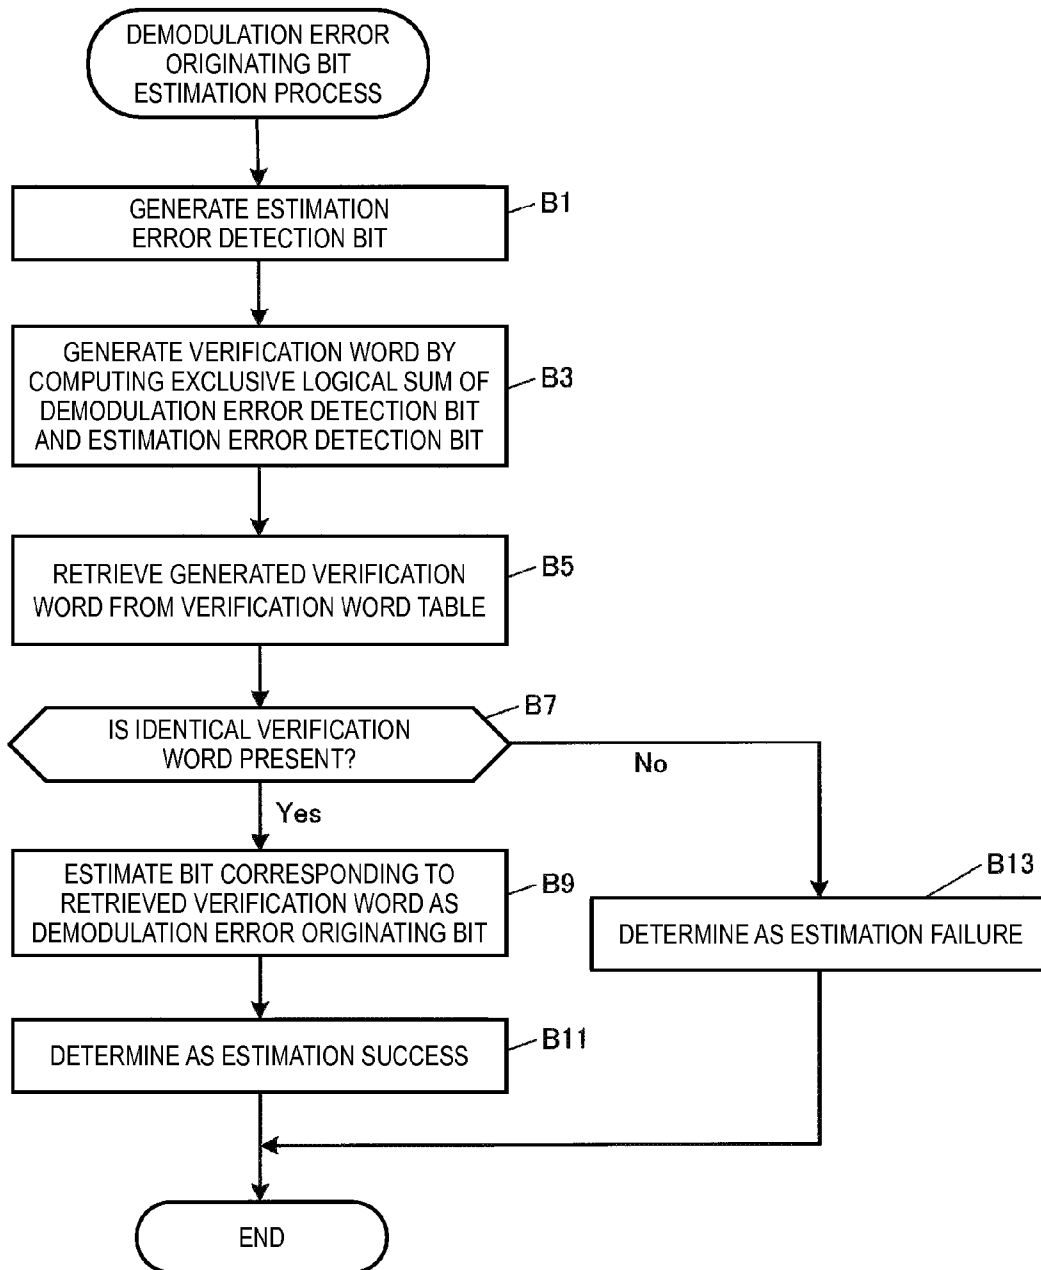 DEMODULATION ERROR
ORIGINATING BIT
ESTIMATION PROCESS
GENERATE ESTIMATION
ERROR DETECTION BIT
B1
GENERATE VERIFICATION WORD BY
COMPUTING EXCLUSIVE LOGICAL SUM OF
DEMODULATION ERROR DETECTION BIT
AND ESTIMATION ERROR DETECTION BIT
B3
RETRIEVE GENERATED VERIFICATION
WORD FROM VERIFICATION WORD TABLE
B5
IS IDENTICAL VERIFICATION
WORD PRESENT?
B7
No
Yes
ESTIMATE BIT CORRESPONDING TO
RETRIEVED VERIFICATION WORD AS
DEMODULATION ERROR ORIGINATING BIT
B9
B13
DETERMINE AS ESTIMATION FAILURE
DETERMINE AS ESTIMATION SUCCESS
B11
END